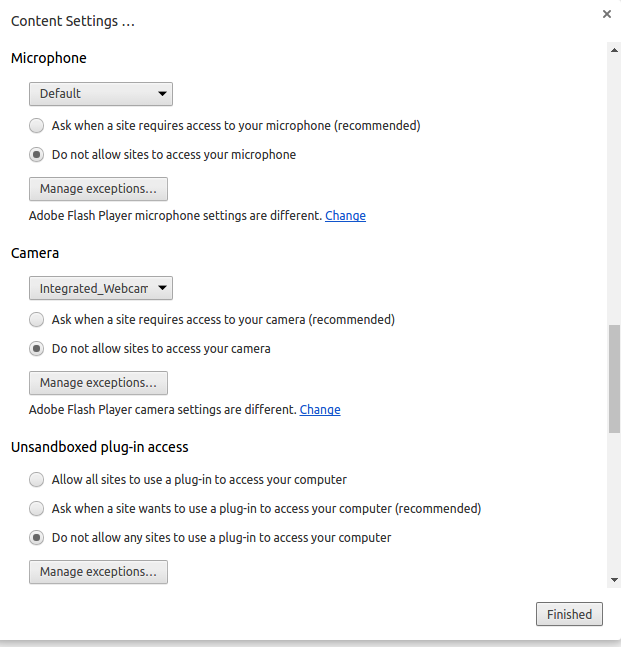 Content Settings ...
Microphone
Default
Ask when a site requires access to your microphone (recommended)
Do not allow sites to access your microphone
Manage exceptions...
Adobe Flash Player microphone settings are different. Change
Camera
Integrated_Webcam
Ask when a site requires access to your camera (recommended)
Do not allow sites to access your camera
Manage exceptions...
Adobe Flash Player camera settings are different. Change
Unsandboxed plug-in access
Allow all sites to use a plug-in to access your computer
Ask when a site wants to use a plug-in to access your computer (recommended)
Do not allow any sites to use a plug-in to access your computer
Manage exceptions...
Finished